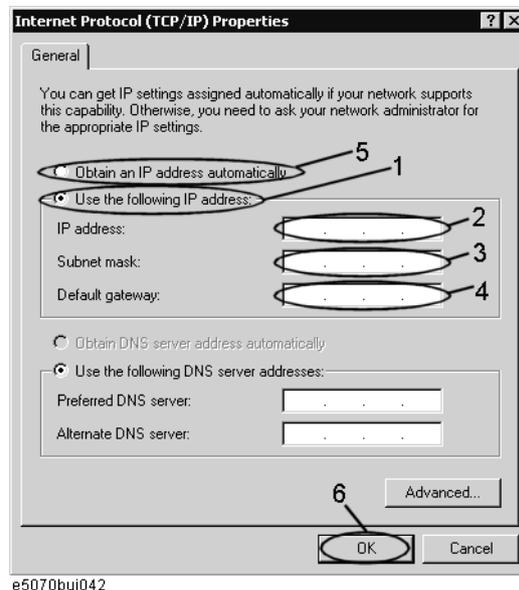 Internet Protocol (TCP/IP) Properties
General
You can get IP settings assigned automatically if your network supports
this capability. Otherwise, you need to ask your network administrator for
the appropriate IP settings.
5
Obtain an IP address automatically
1
Use the following IP address:
IP address:
2
Subnet mask:
3
Default gateway:
4
Obtain DNS server address automatically
Use the following DNS server addresses:
Preferred DNS server:
Alternate DNS server:
6
Advanced...
OK
Cancel
e5070bui042